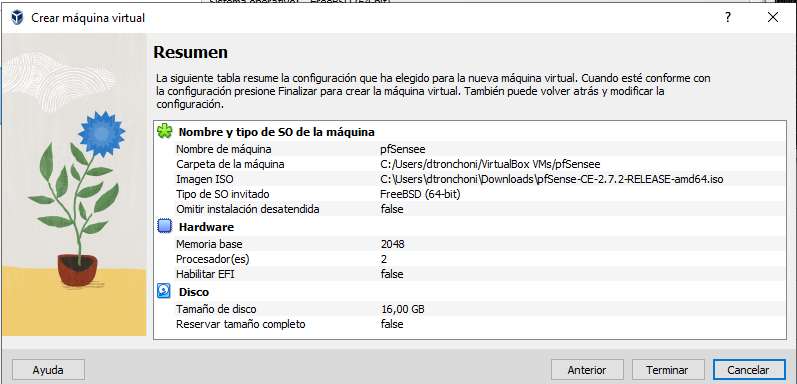 Sistema operativo: FreeBSD (64-bit)
Crear máquina virtual
Resumen
La siguiente tabla resume la configuración que ha elegido para la nueva máquina virtual. Cuando esté conforme con
la configuración presione Finalizar para crear la máquina virtual. También puede volver atrás y modificar la
configuración.
Nombre y tipo de SO de la máquina
Nombre de máquina pfSensee
Carpeta de la máquina C:/Users/dtronchoni/VirtualBox VMs/pfSensee
Imagen ISO C:\Users\dtronchoni\Downloads\pfSense-CE-2.7.2-RELEASE-amd64.iso
Tipo de SO invitado FreeBSD (64-bit)
Omitir instalación desatendida false
Hardware
Memoria base 2048
Procesador(es) 2
Habilitar EFI false
Disco
Tamaño de disco 16,00 GB
Reservar tamaño completo false
Ayuda Anterior Terminar Cancelar